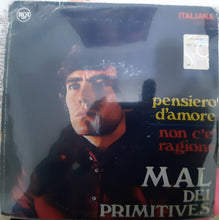 RCA
ITALIANA
pensiero
d'amore
non c'è
ragione
MAL
DEI
PRIMITIVES